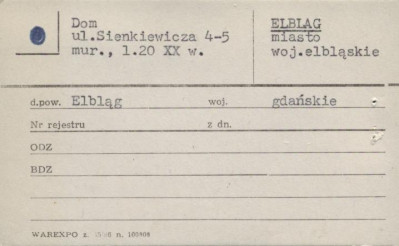 Dom
ul.Sienkiewicza 4-5
mur., l.20 XX w.
ELBLĄG
miasto
woj.elbląskie
d.pow. Elbląg woj. gdańskie
Nr rejestru z dn.
OOZ
BDZ
WAREXPO z. n. 100808